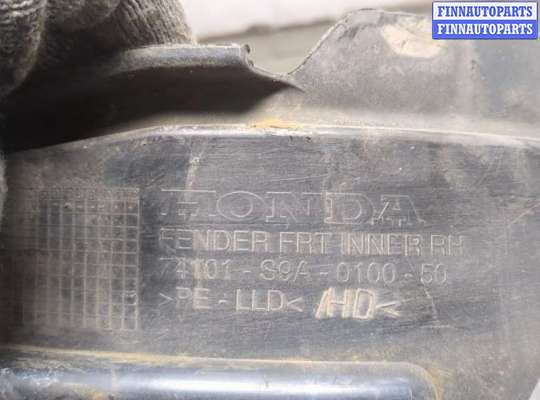 FINNAUTOPARTS
FINNAUTOPARTS
HONDA
FENDER FRT INNER RH
74101-S9A-0100-50
>PE-LLD< /HD<